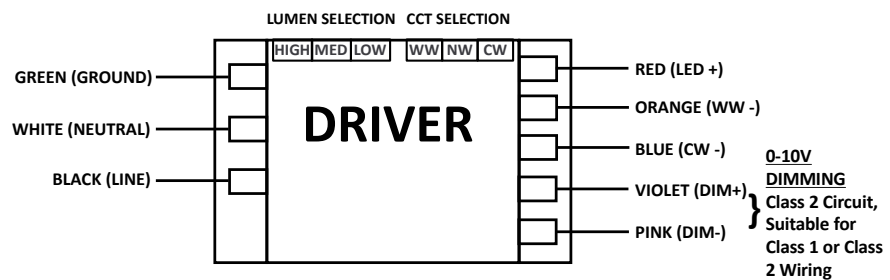 LUMEN SELECTION CCT SELECTION
HIGH MED LOW WW NW CW
GREEN (GROUND)
WHITE (NEUTRAL)
BLACK (LINE)
DRIVER
RED (LED +)
ORANGE (WW -)
BLUE (CW -)
VIOLET (DIM+)
PINK (DIM-)
}
0-10V
DIMMING
Class 2 Circuit,
Suitable for
Class 1 or Class
2 Wiring